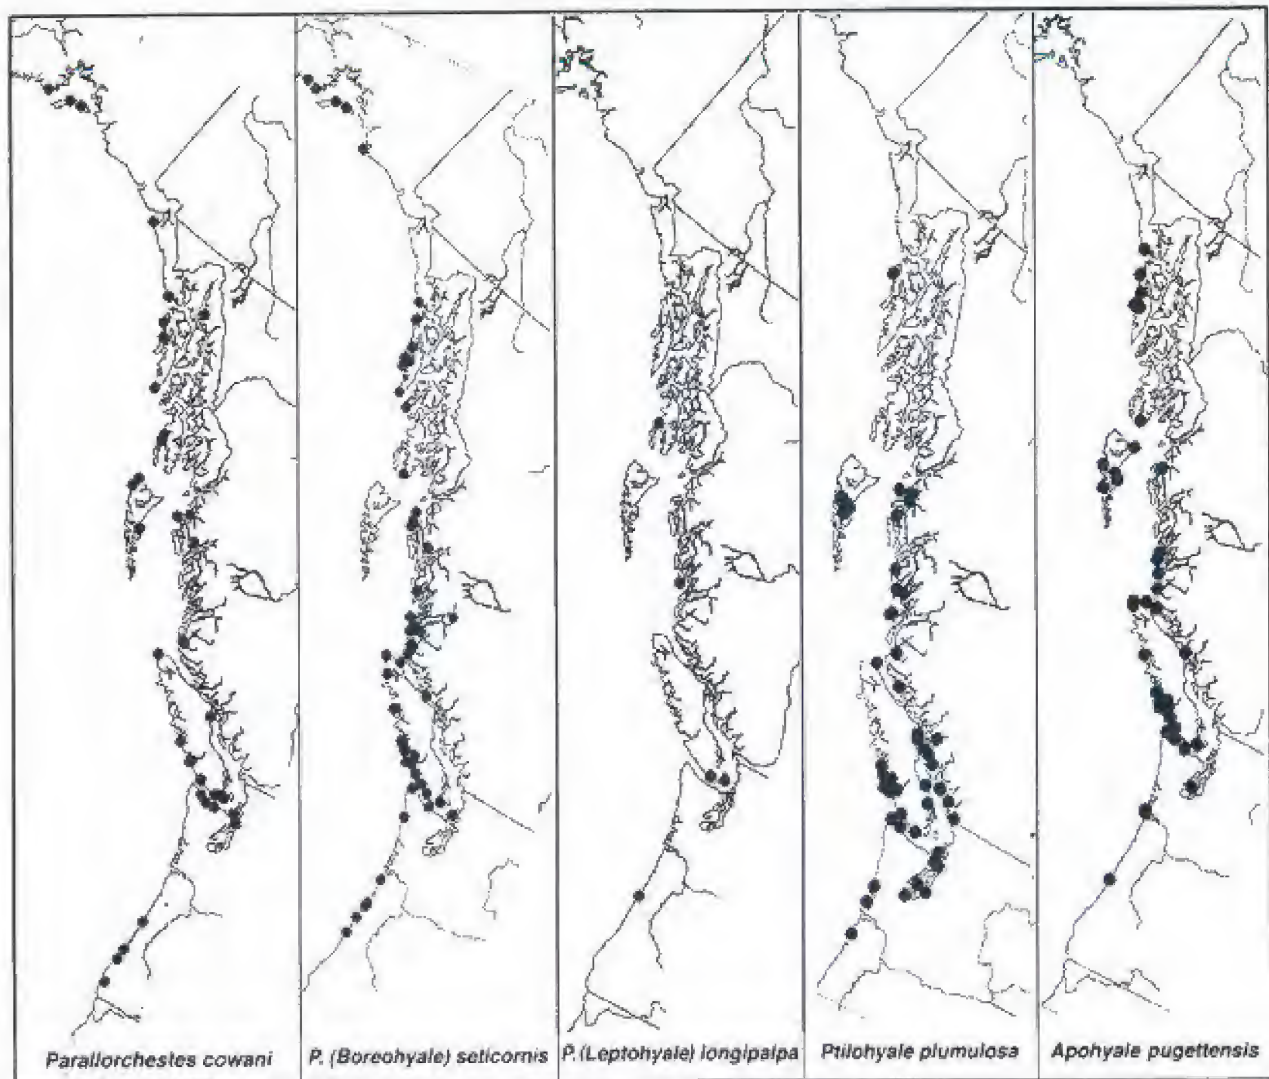 Parallorchestes cowani
P. (Boreohyale) seticornis
P. (Leptohyale) longipalpa
Ptilohyale plumulosa
Apohyale pugettensis